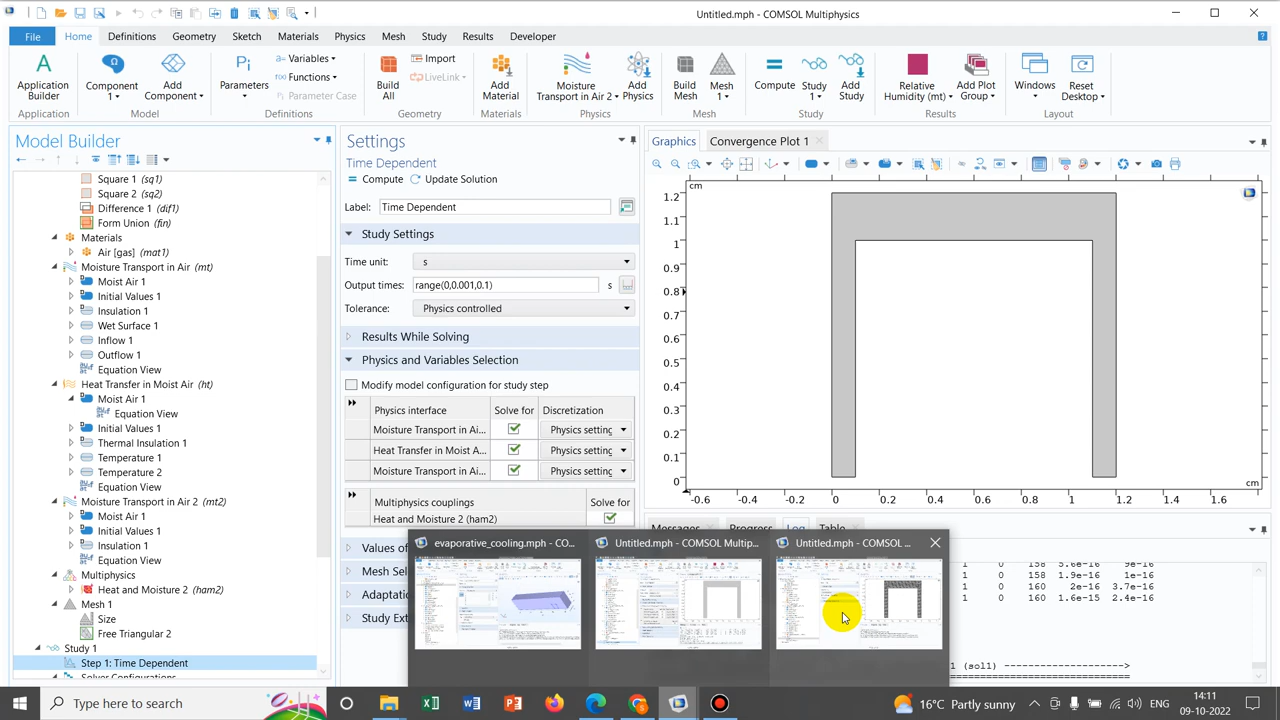 Untitled.mph - COMSOL Multiphysics
File
Home
Definitions
Geometry
Sketch
Materials
Physics
Mesh
Study
Results
Developer
A
Application Builder
Component 1
Add Component
Parameters
Variables
Functions
Parameter Case
Build All
Import
LiveLink
Add Material
Moisture Transport in Air 2
Add Physics
Build Mesh
Mesh 1
Compute
Study 1
Add Study
Relative Humidity (mt)
Add Plot Group
Windows
Reset Desktop
Application
Model
Definitions
Geometry
Materials
Physics
Mesh
Study
Results
Layout
Model Builder
Square 1 (sq1)
Square 2 (sq2)
Difference 1 (dif1)
Form Union (fin)
Materials
Air [gas] (mat1)
Moisture Transport in Air (mt)
Moist Air 1
Initial Values 1
Insulation 1
Wet Surface 1
Inflow 1
Outflow 1
Equation View
Heat Transfer in Moist Air (ht)
Moist Air 1
Equation View
Initial Values 1
Thermal Insulation 1
Temperature 1
Temperature 2
Equation View
Moisture Transport in Air 2 (mt2)
Moist Air 1
Initial Values 1
Insulation 1
Equation View
Multiphysics
Heat and Moisture 2 (ham2)
Mesh 1
Size
Free Triangular 2
Study 1
Step 1: Time Dependent
Solver Configurations
Settings
Time Dependent
Compute
Update Solution
Label:
Time Dependent
Study Settings
Time unit:
s
Output times:
range(0,0.001,0.1)
s
Tolerance:
Physics controlled
Results While Solving
Physics and Variables Selection
Modify model configuration for study step
Physics interface
Solve for
Discretization
Moisture Transport in Ai...
Physics setting
Heat Transfer in Moist A...
Physics setting
Moisture Transport in Ai...
Physics setting
Multiphysics couplings
Solve for
Heat and Moisture 2 (ham2)
Values of
Mesh Sel
Adaptatio
Study Ext
Graphics
Convergence Plot 1
cm
1.2
1.1
1
0.9
0.8
0.7
0.6
0.5
0.4
0.3
0.2
0.1
0
-0.6
-0.4
-0.2
0
0.2
0.4
0.6
0.8
1
1.2
1.4
1.6
cm
Messages
Progress
Log
Table
1 0 158 1.9e-16 1e-16
1 0 160 2e-16 3.7e-16
1 0 160 1.6e-15 2.4e-16
1 (sol1) -------------------->
evaporative_cooling.mph - CO...
Untitled.mph - COMSOL Multip...
Untitled.mph - COMSOL ...
Type here to search
16°C Partly sunny
ENG
14:11
09-10-2022